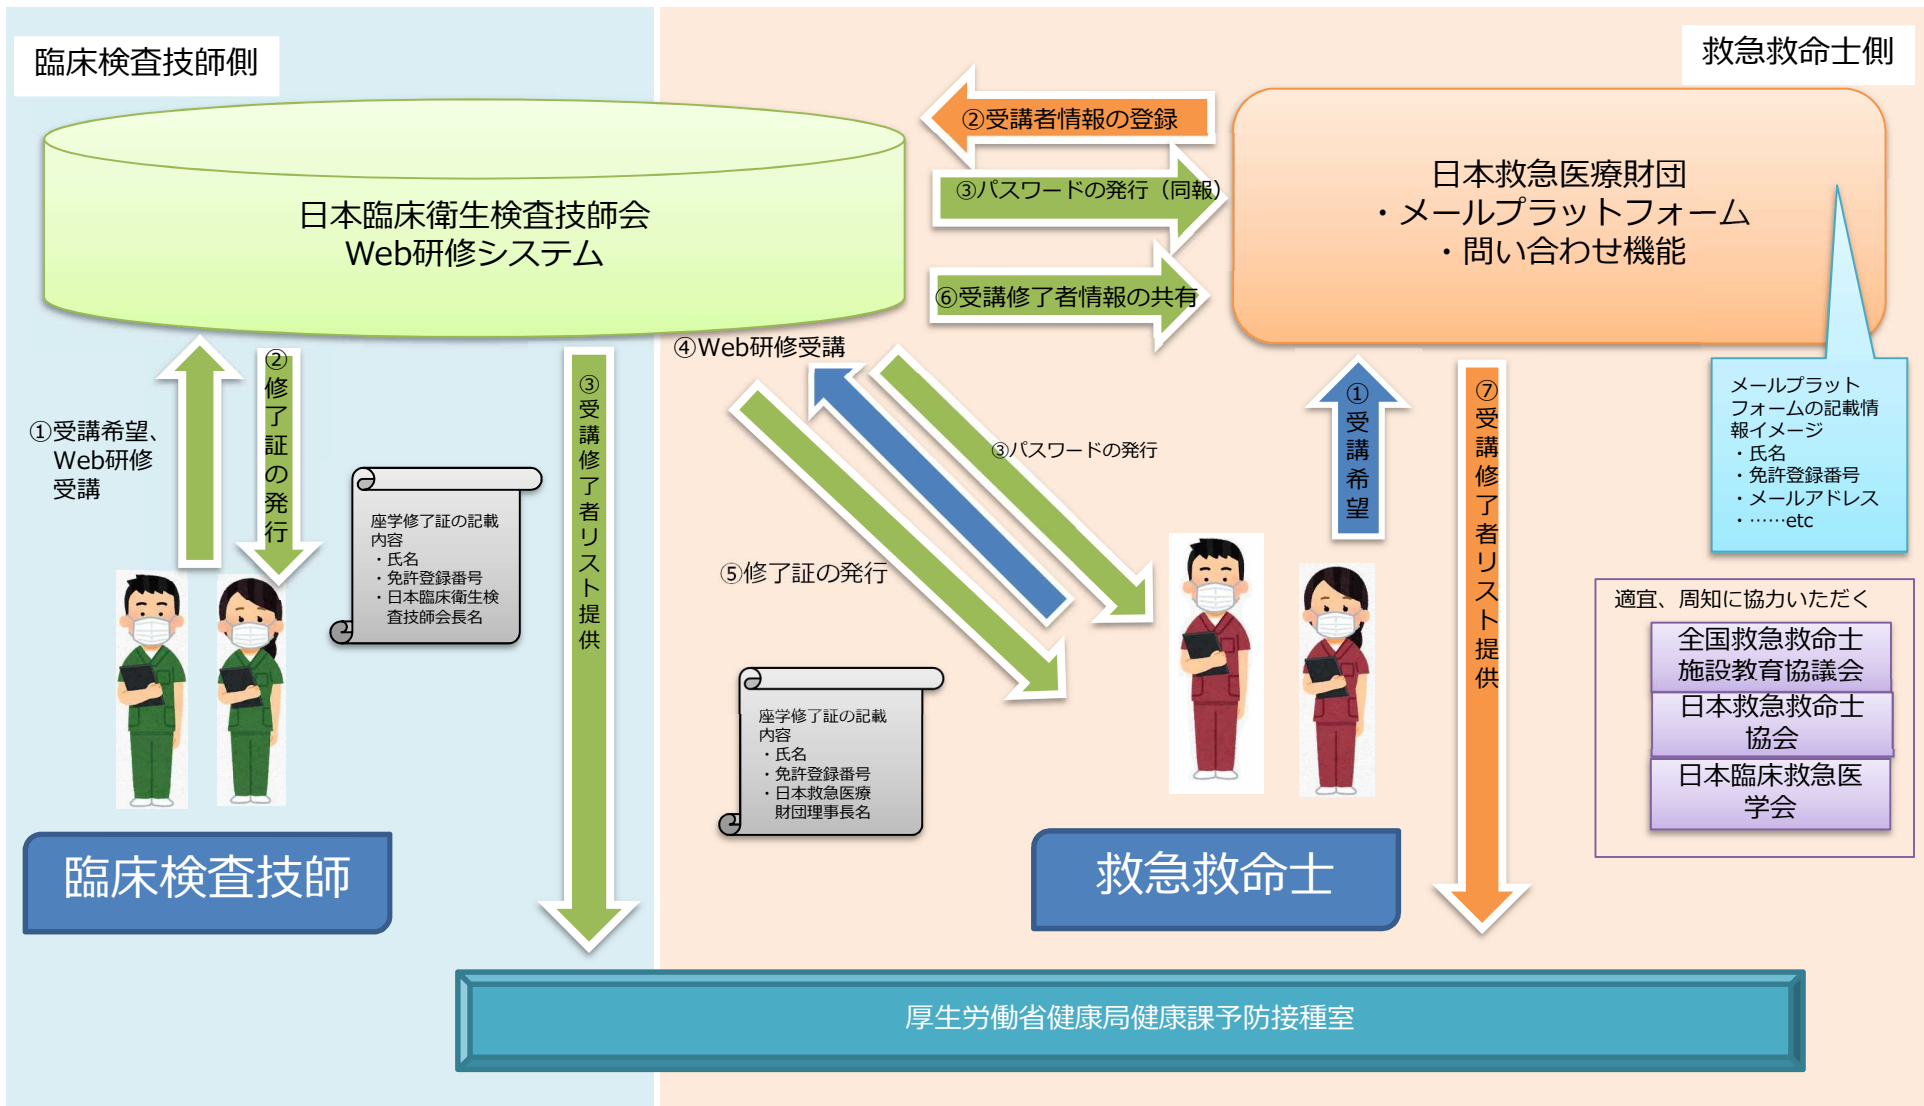 臨床検査技師側
救急救命士側
日本臨床衛生検査技師会
Web研修システム
②受講者情報の登録
③パスワードの発行（同報）
⑥受講修了者情報の共有
日本救急医療財団
・メールプラットフォーム
・問い合わせ機能
①受講希望、
Web研修
受講
②修了証の発行
③受講修了者リスト提供
④Web研修受講
③パスワードの発行
⑤修了証の発行
①受講希望
⑦受講修了者リスト提供
メールプラット
フォームの記載情
報イメージ
・氏名
・免許登録番号
・メールアドレス
・……etc
座学修了証の記載
内容
・氏名
・免許登録番号
・日本臨床衛生検
査技師会長名
座学修了証の記載
内容
・氏名
・免許登録番号
・日本救急医療
財団理事長名
適宜、周知に協力いただく
全国救急救命士
施設教育協議会
日本救急救命士
協会
日本臨床救急医
学会
臨床検査技師
救急救命士
厚生労働省健康局健康課予防接種室